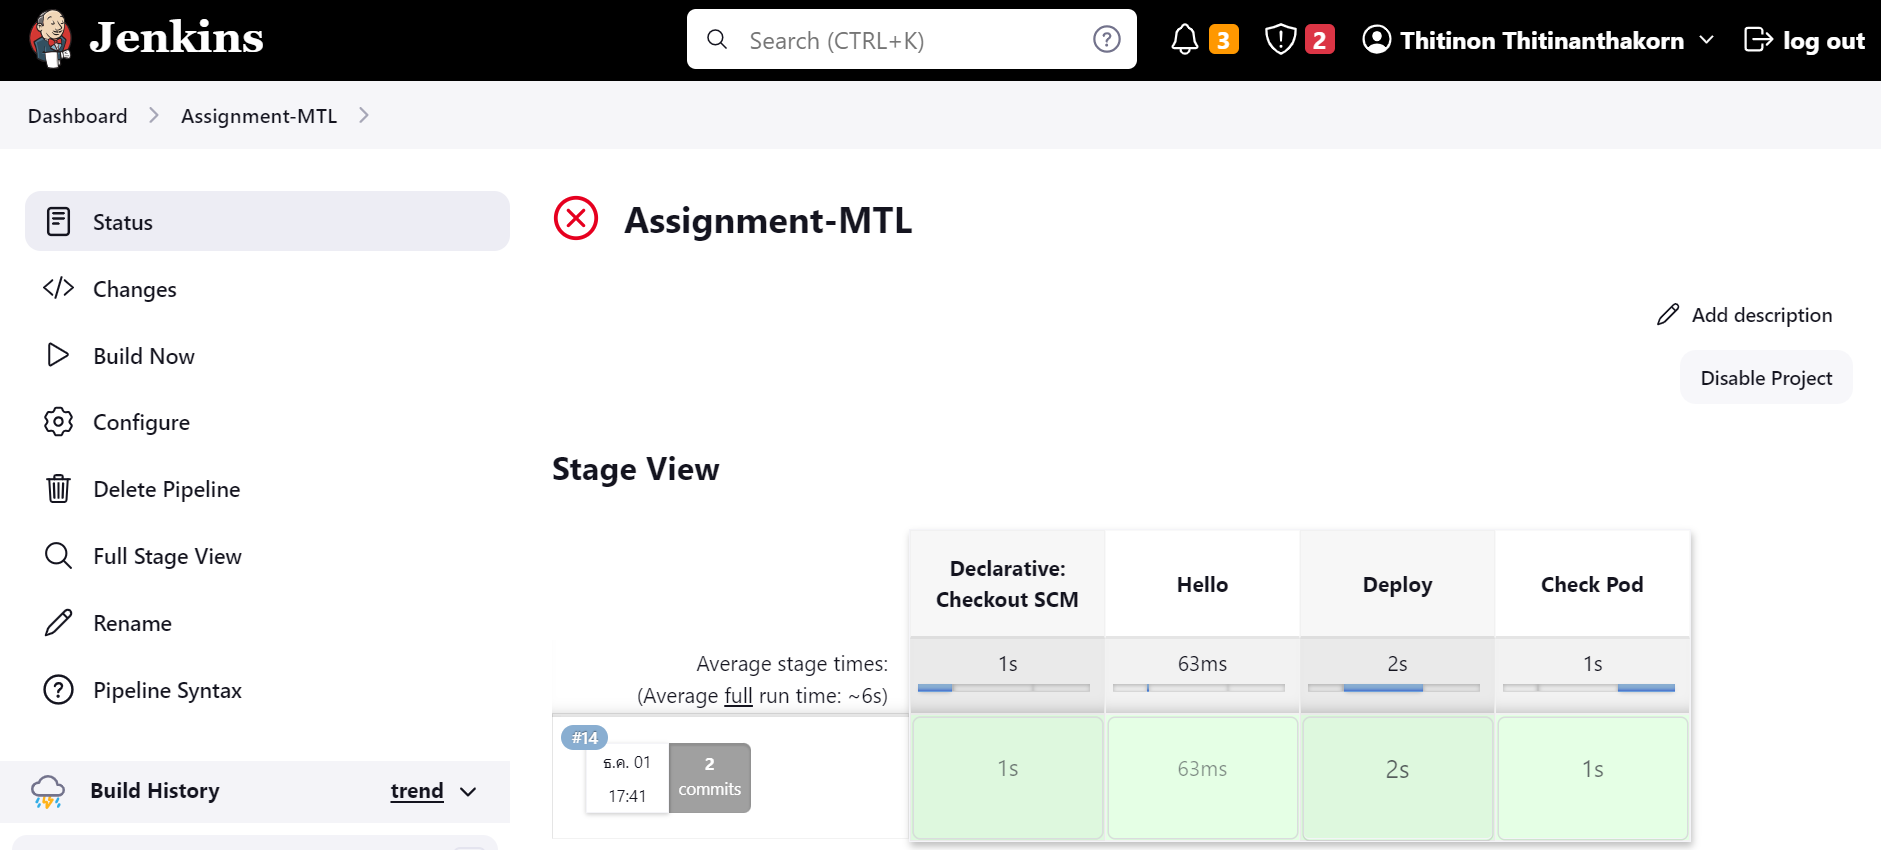 Jenkins
Search (CTRL+K)
3
2
Thitinon Thitinanthakorn
log out
Dashboard
Assignment-MTL
Status
Changes
Build Now
Configure
Delete Pipeline
Full Stage View
Rename
Pipeline Syntax
Build History
trend
Assignment-MTL
Add description
Disable Project
Stage View
Declarative:
Checkout SCM
Hello
Deploy
Check Pod
Average stage times:
(Average full run time: ~6s)
1s
63ms
2s
1s
#14
ธ.ค. 01
17:41
2
commits
1s
63ms
2s
1s